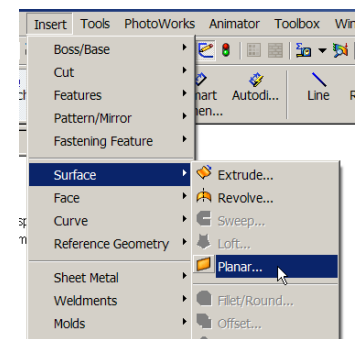 Insert Tools PhotoWorks Animator Toolbox
Boss/Base
Cut
Features
Pattern/Mirror
Fastening Feature
Autodi... Line
Surface
Face
Curve
Reference Geometry
Sheet Metal
Weldments
Molds
Extrude...
Revolve...
Sweep...
Loft...
Planar...
Fillet/Round...
Offset...